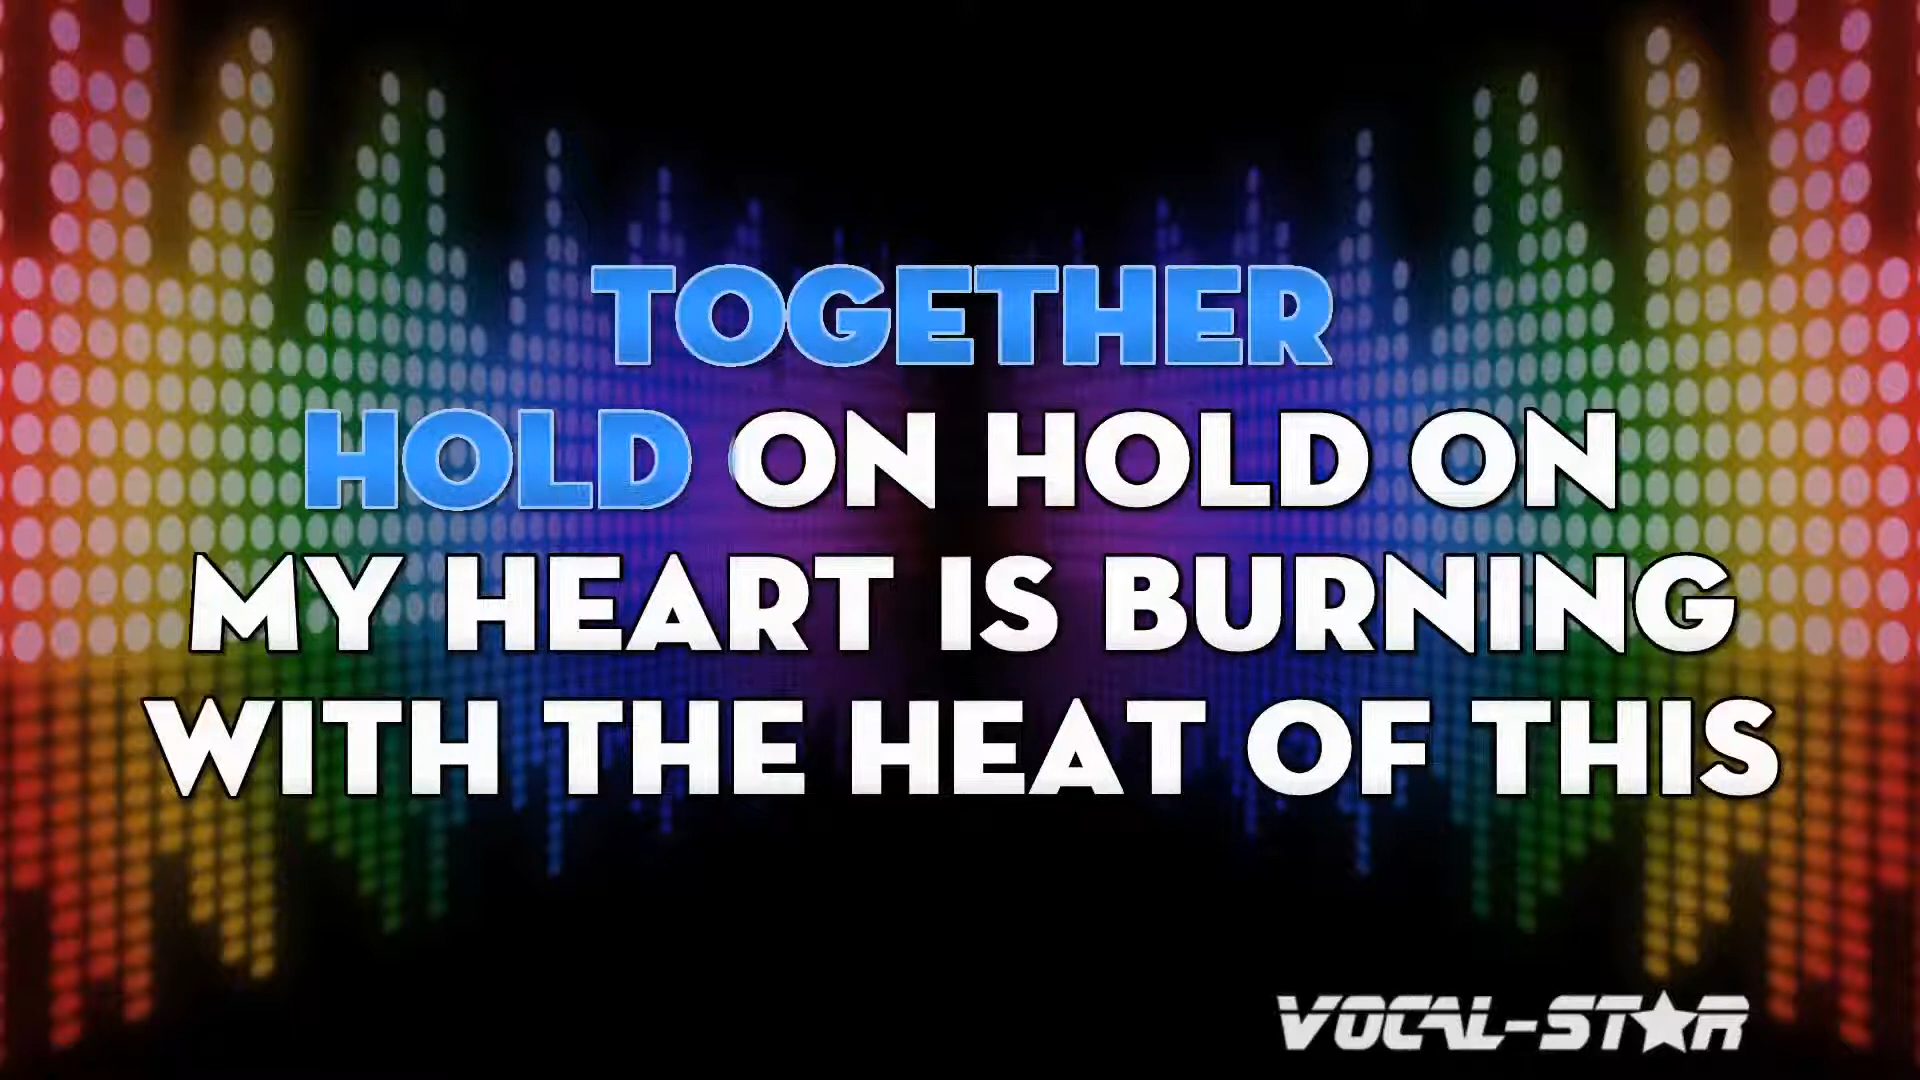 TOGETHER
HOLD ON HOLD ON
MY HEART IS BURNING
WITH THE HEAT OF THIS
VOCAL-STAR